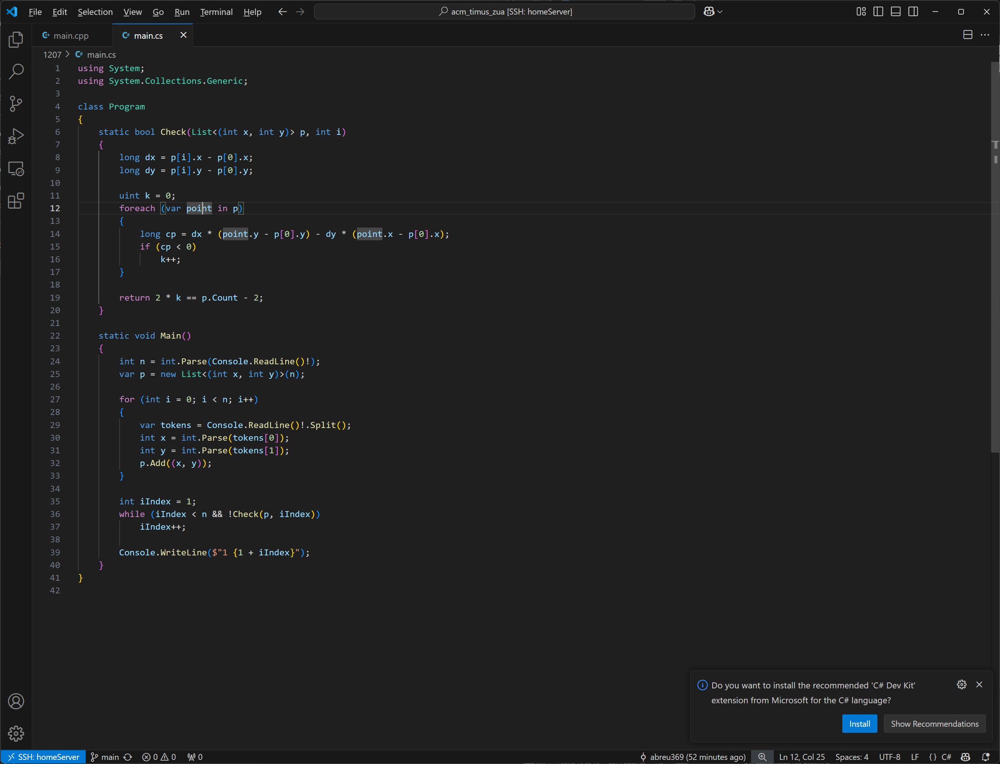 File Edit Selection View Go Run Terminal Help acm_timus_zua [SSH: homeServer]
main.cpp main.cs
1207 > main.cs
1 using System;
2 using System.Collections.Generic;
3
4 class Program
5 {
6 static bool Check(List<(int x, int y)> p, int i)
7 {
8 long dx = p[i].x - p[0].x;
9 long dy = p[i].y - p[0].y;
10
11 uint k = 0;
12 foreach (var point in p)
13 {
14 long cp = dx * (point.y - p[0].y) - dy * (point.x - p[0].x);
15 if (cp < 0)
16 k++;
17 }
18
19 return 2 * k == p.Count - 2;
20 }
21
22 static void Main()
23 {
24 int n = int.Parse(Console.ReadLine()!);
25 var p = new List<(int x, int y)>(n);
26
27 for (int i = 0; i < n; i++)
28 {
29 var tokens = Console.ReadLine()!.Split();
30 int x = int.Parse(tokens[0]);
31 int y = int.Parse(tokens[1]);
32 p.Add((x, y));
33 }
34
35 int iIndex = 1;
36 while (iIndex < n && !Check(p, iIndex))
37 iIndex++;
38
39 Console.WriteLine($"1 {1 + iIndex}");
40 }
41 }
42
Do you want to install the recommended 'C# Dev Kit'
extension from Microsoft for the C# language?
Install Show Recommendations
SSH: homeServer main 0 0 0 abreu369 (52 minutes ago) Ln 12, Col 25 Spaces: 4 UTF-8 LF {} C#